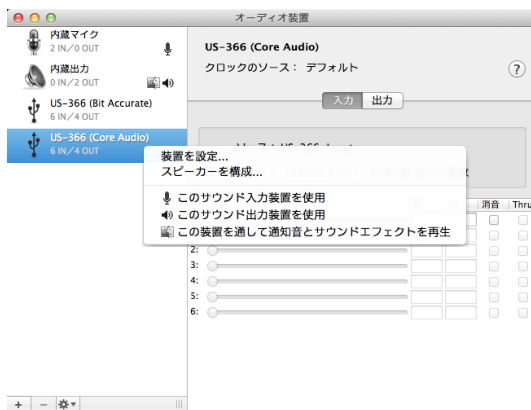 オーディオ装置
内蔵マイク
2 IN/0 OUT
内蔵出力
0 IN/2 OUT
US-366 (Bit Accurate)
6 IN/4 OUT
US-366 (Core Audio)
6 IN/4 OUT
US-366 (Core Audio)
クロックのソース： デフォルト
?
入力 出力
装置を設定...
スピーカーを構成...
このサウンド入力装置を使用
このサウンド出力装置を使用
この装置を通して通知音とサウンドエフェクトを再生
消音 Thru
2:
3:
4:
5:
6:
+ −